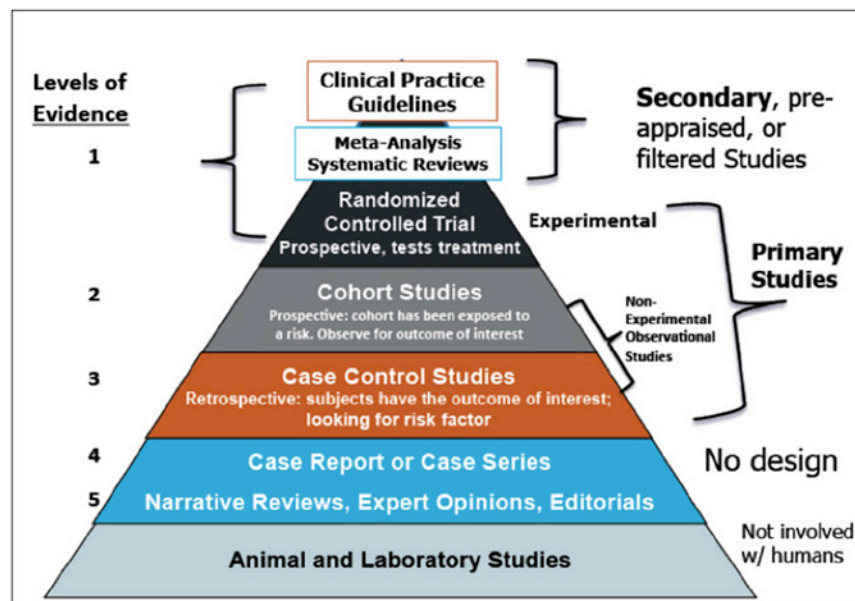 Levels of
Evidence
1
2
3
4
5
Clinical Practice
Guidelines
Meta-Analysis
Systematic Reviews
Randomized
Controlled Trial
Prospective, tests treatment
Cohort Studies
Prospective: cohort has been exposed to
a risk. Observe for outcome of interest
Case Control Studies
Retrospective: subjects have the outcome of interest;
looking for risk factor
Case Report or Case Series
Narrative Reviews, Expert Opinions, Editorials
Animal and Laboratory Studies
Secondary, pre-
appraised, or
filtered Studies
Experimental
Primary
Studies
Non-
Experimental
Observational
Studies
No design
Not involved
w/ humans